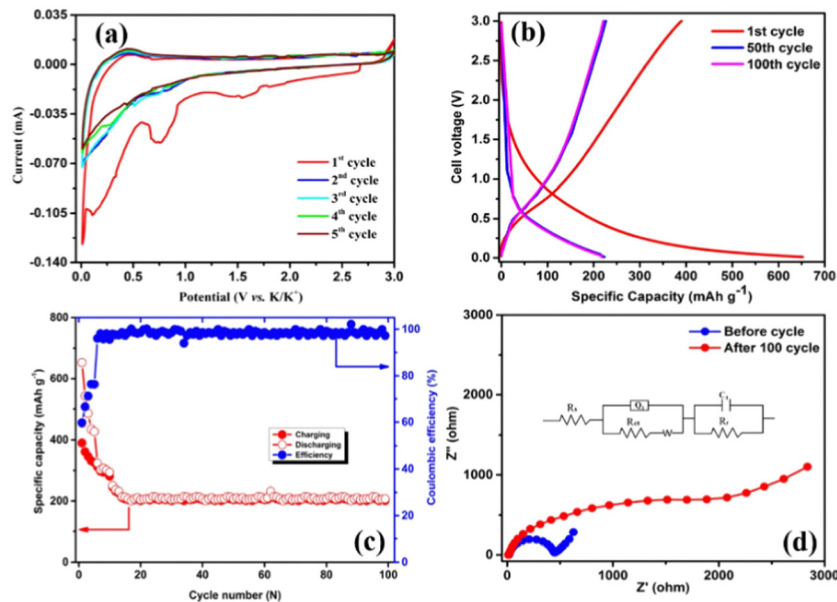 (a)
0.035
0.000
-0.035
-0.070
-0.105
-0.140
Current (mA)
1st cycle
2nd cycle
3rd cycle
4th cycle
5th cycle
0.0 0.5 1.0 1.5 2.0 2.5 3.0
Potential (V vs. K/K+)
(b)
3.0
2.5
2.0
1.5
1.0
0.5
0.0
Cell voltage (V)
1st cycle
50th cycle
100th cycle
0 100 200 300 400 500 600 700
Specific Capacity (mAh g-1)
(c)
800
600
400
200
0
Specific capacity (mAh g-1)
Charging
Discharging
Efficiency
100
80
60
40
20
0
Coulombic efficiency (%)
0 20 40 60 80 100
Cycle number (N)
(d)
3000
2000
1000
0
Z'' (ohm)
Before cycle
After 100 cycle
Q1
W
Rf
0 1000 2000 3000
Z' (ohm)